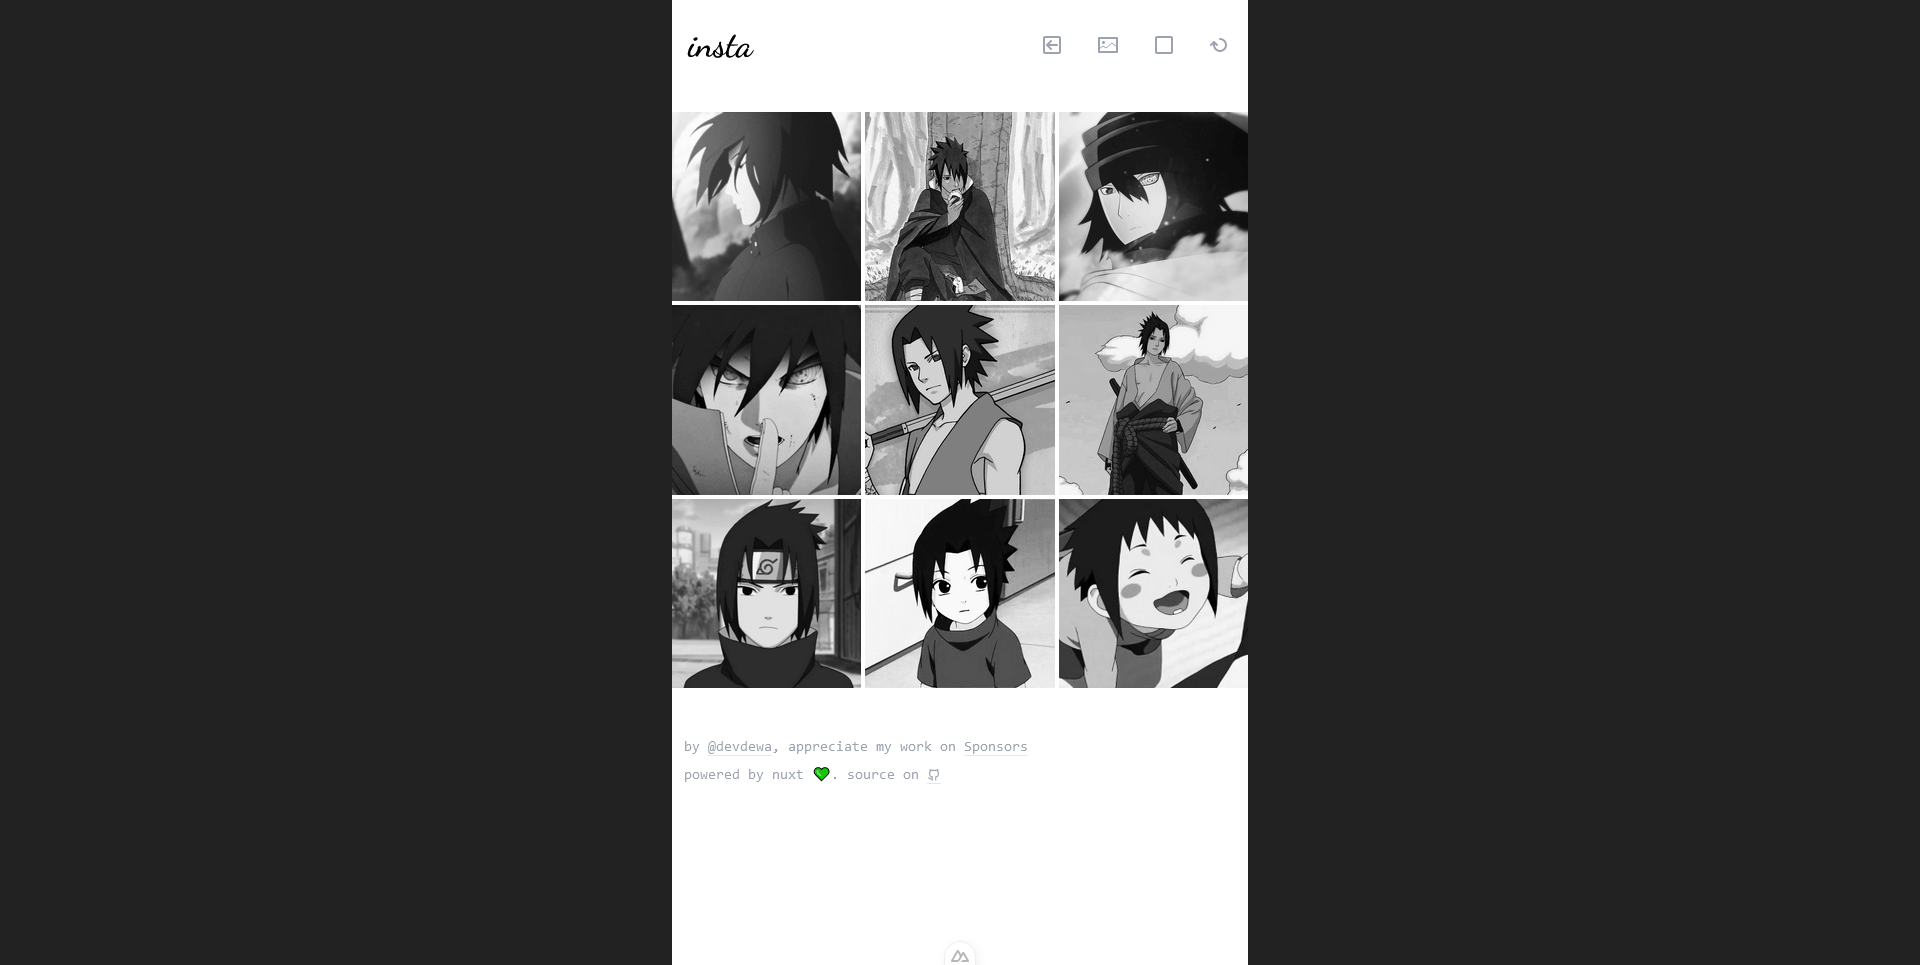 insta
by @devdewa, appreciate my work on Sponsors
powered by nuxt 💚. source on